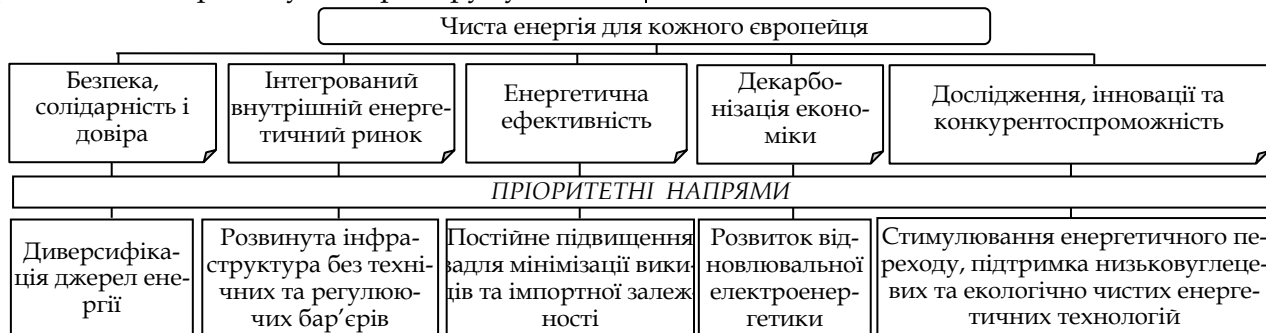 Чиста енергія для кожного європейця
Безпека,
солідарність і
довіра
Інтегрований
внутрішній енерге-
тичний ринок
Енергетична
ефективність
Декарбо-
нізація еконо-
міки
Дослідження, інновації та
конкурентоспроможність
ПРІОРИТЕТНІ НАПРЯМИ
Диверсифіка-
ція джерел енер-
гії
Розвинута інфра-
структура без техні-
чних та регулюю-
чих бар’єрів
Постійне підвищення
задля мінімізації вики-
дів та імпортної залеж-
ності
Розвиток від-
новлювальної
електроенер-
гетики
Стимулювання енергетичного пе-
реходу, підтримка низьковуглеце-
вих та екологічно чистих енерге-
тичних технологій